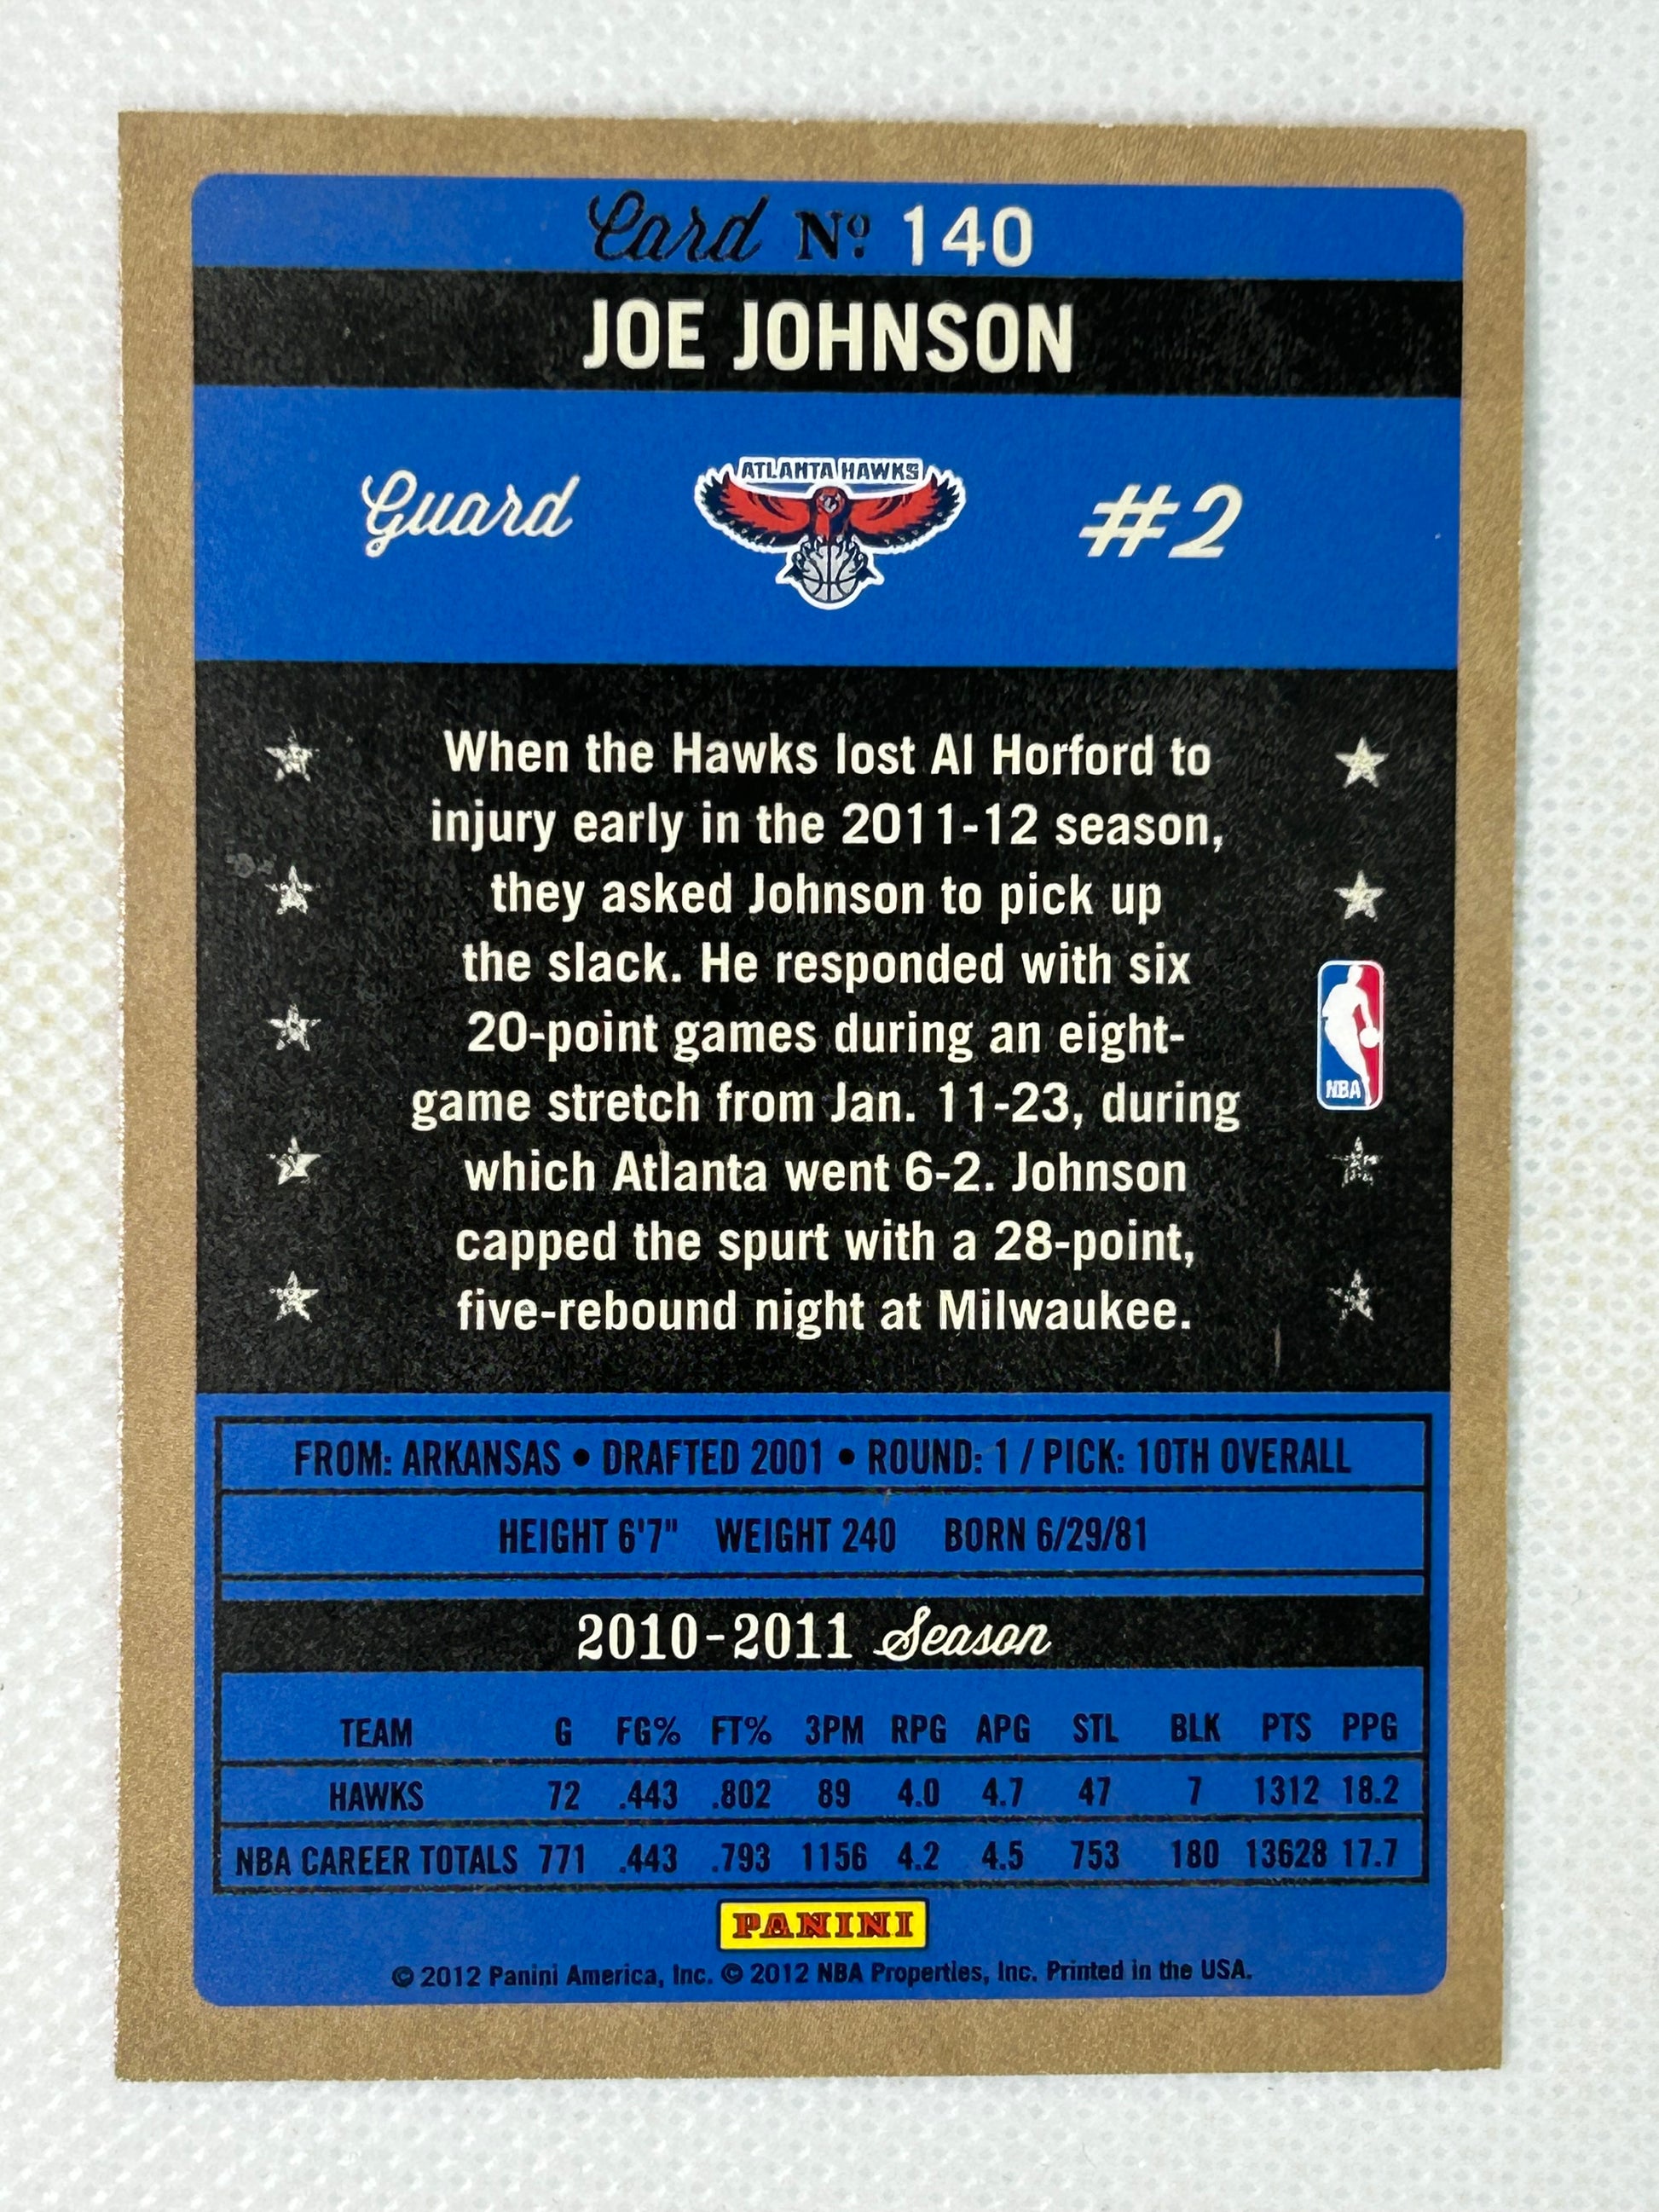 Card Nº 140
JOE JOHNSON
Guard
ATLANTA HAWKS
#2
When the Hawks lost Al Horford to
injury early in the 2011-12 season,
they asked Johnson to pick up
the slack. He responded with six
20-point games during an eight-
game stretch from Jan. 11-23, during
which Atlanta went 6-2. Johnson
capped the spurt with a 28-point,
five-rebound night at Milwaukee.
NBA
FROM: ARKANSAS • DRAFTED 2001 • ROUND: 1 / PICK: 10TH OVERALL
HEIGHT 6'7" WEIGHT 240 BORN 6/29/81
2010-2011 Season
TEAM G FG% FT% 3PM RPG APG STL BLK PTS PPG
HAWKS 72 .443 .802 89 4.0 4.7 47 7 1312 18.2
NBA CAREER TOTALS 771 .443 .793 1156 4.2 4.5 753 180 13628 17.7
PANINI
© 2012 Panini America, Inc. © 2012 NBA Properties, Inc. Printed in the USA.